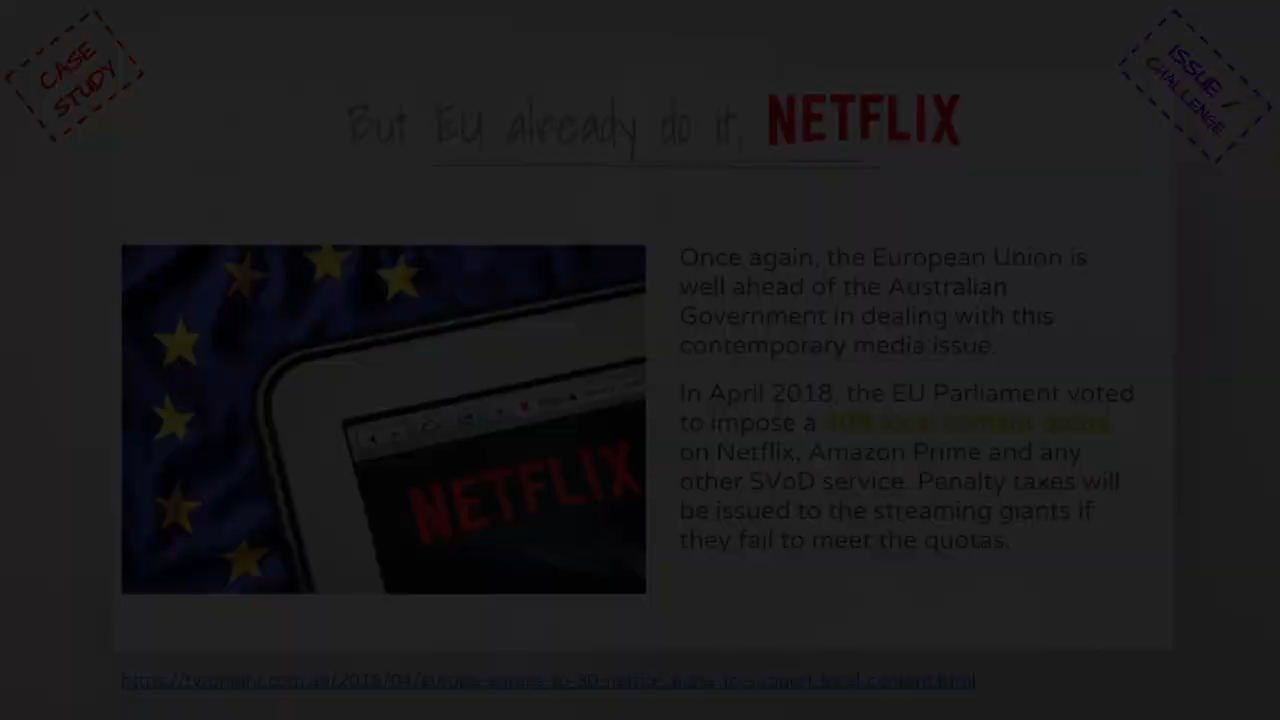 CASE
STUDY
ISSUE /
CHALLENGE
But EU already do it, NETFLIX
Once again, the European Union is
well ahead of the Australian
Government in dealing with this
contemporary media issue.
In April 2018, the EU Parliament voted
to impose a 30% local content quota
on Netflix, Amazon Prime and any
other SVoD service. Penalty taxes will
be issued to the streaming giants if
they fail to meet the quotas.
NETFLIX